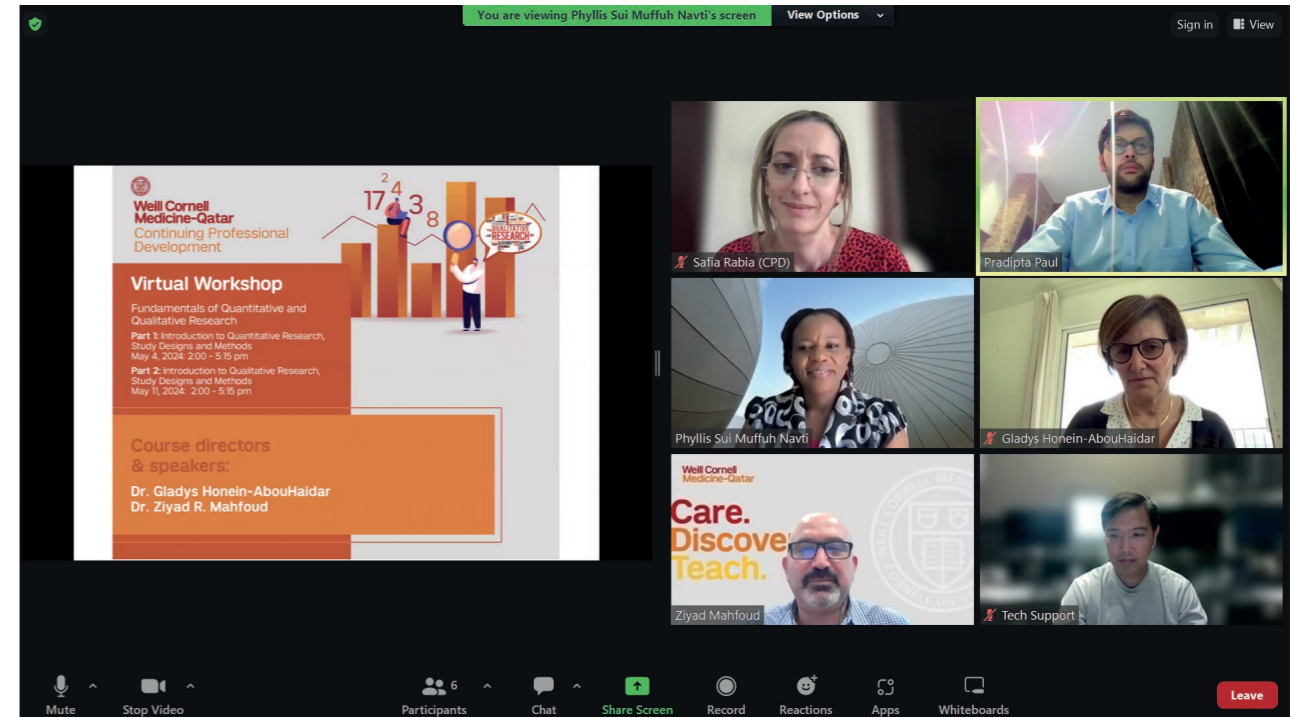 You are viewing Phyllis Sui Muffuh Navti's screen
View Options
Sign in
View
Weill Cornell
Medicine-Qatar
Continuing Professional
Development
2
17
4
3
8
QUALITATIVE
RESEARCH
Virtual Workshop
Fundamentals of Quantitative and
Qualitative Research
Part 1: Introduction to Quantitative Research,
Study Designs and Methods
May 4, 2024: 2:00 - 5:15 pm
Part 2: Introduction to Qualitative Research,
Study Designs and Methods
May 11, 2024: 2:00 - 5:15 pm
Course directors
& speakers:
Dr. Gladys Honein-AbouHaidar
Dr. Ziyad R. Mahfoud
Safia Rabia (CPD)
Pradipta Paul
Phyllis Sui Muffuh Navti
Gladys Honein-AbouHaidar
Weill Cornell
Medicine-Qatar
Care.
Discove
Teach.
Ziyad Mahfoud
Tech Support
Mute
Stop Video
6
Participants
Chat
Share Screen
Record
Reactions
Apps
Whiteboards
Leave